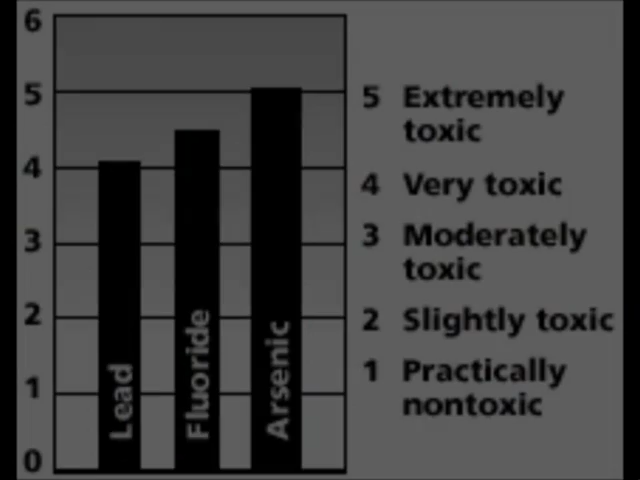 6
5
4
3
2
1
0
Lead
Fluoride
Arsenic
5 Extremely
toxic
4 Very toxic
3 Moderately
toxic
2 Slightly toxic
1 Practically
nontoxic